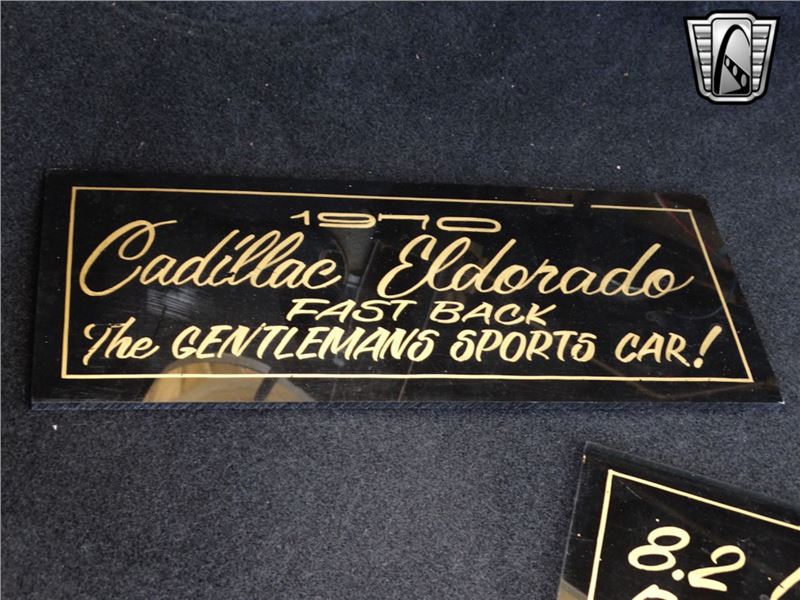 1970
Cadillac Eldorado
FAST BACK
The GENTLEMANS SPORTS CAR!
8.2